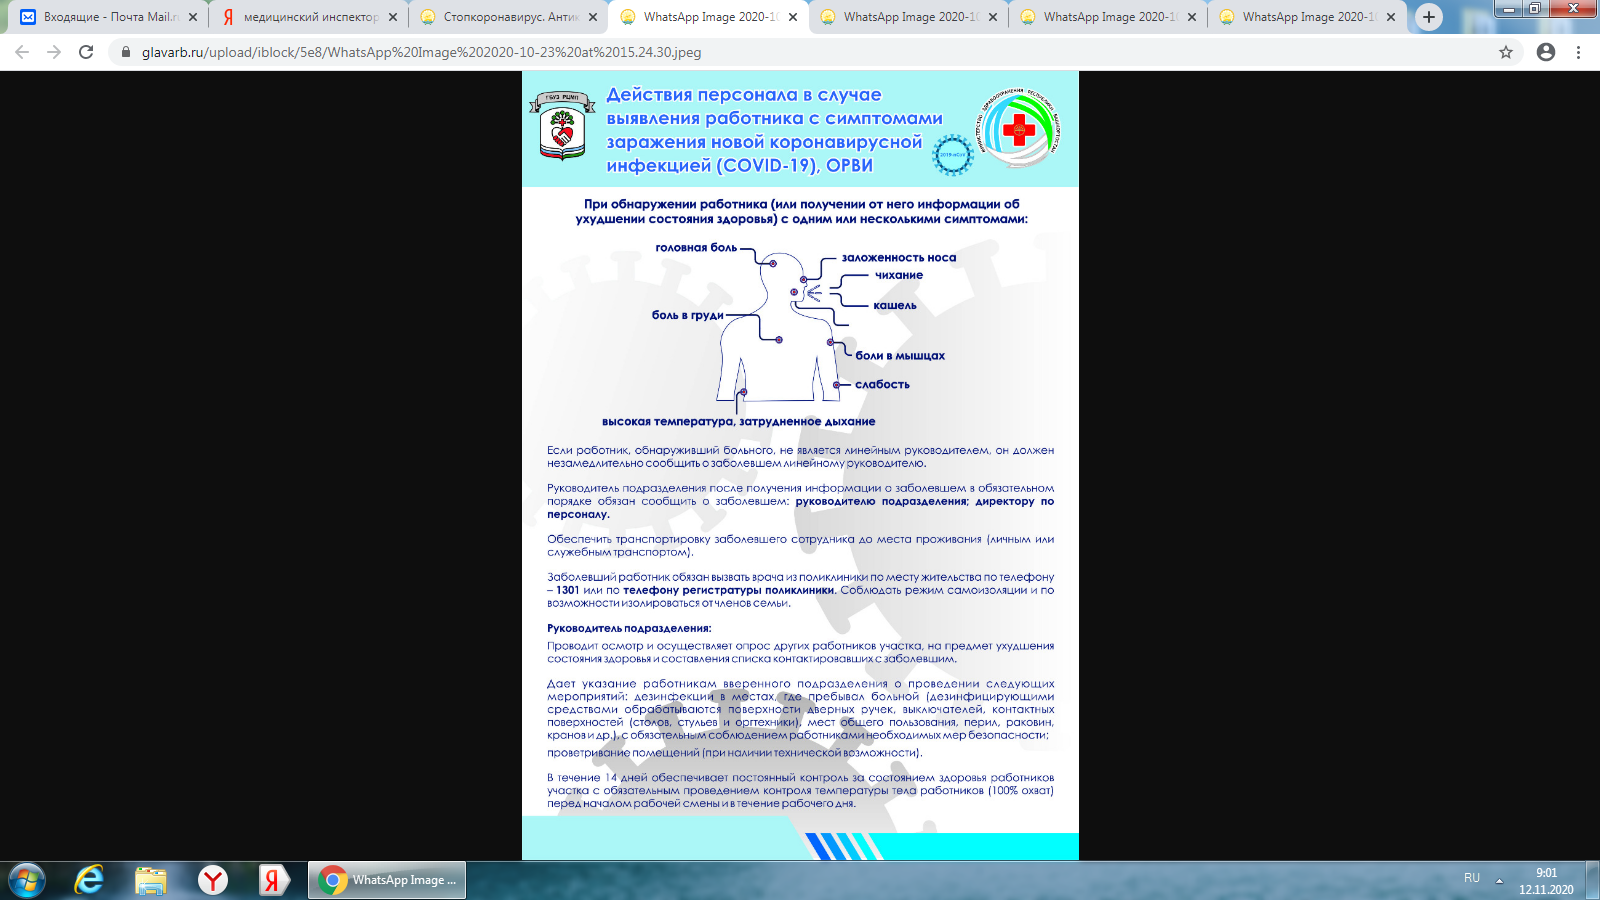 Входящие - Почта Mail.r
медицинский инспектор
Стопкоронавирус. Анти
WhatsApp Image 2020-10
WhatsApp Image 2020-10
WhatsApp Image 2020-10
WhatsApp Image 2020-10
glavarb.ru/upload/iblock/5e8/WhatsApp%20Image%202020-10-23%20at%2015.24.30.jpeg
ГБУЗ РЦМП
Действия персонала в случае
выявления работника с симптомами
заражения новой коронавирусной
инфекцией (COVID-19), ОРВИ
2019-nCoV
МИНИСТЕРСТВО ЗДРАВООХРАНЕНИЯ РЕСПУБЛИКИ БАШКОРТОСТАН
При обнаружении работника (или получении от него информации об
ухудшении состояния здоровья) с одним или несколькими симптомами:
головная боль
заложенность носа
чихание
кашель
боль в груди
боли в мышцах
слабость
высокая температура, затрудненное дыхание
Если работник, обнаруживший больного, не является линейным руководителем, он должен
незамедлительно сообщить о заболевшем линейному руководителю.
Руководитель подразделения после получения информации о заболевшем в обязательном
порядке обязан сообщить о заболевшем: руководителю подразделения; директору по
персоналу.
Обеспечить транспортировку заболевшего сотрудника до места проживания (личным или
служебным транспортом).
Заболевший работник обязан вызвать врача из поликлиники по месту жительства по телефону
– 1301 или по телефону регистратуры поликлиники. Соблюдать режим самоизоляции и по
возможности изолироваться от членов семьи.
Руководитель подразделения:
Проводит осмотр и осуществляет опрос других работников участка, на предмет ухудшения
состояния здоровья и составления списка контактировавших с заболевшим.
Дает указание работникам вверенного подразделения о проведении следующих
мероприятий: дезинфекции в местах, где пребывал больной (дезинфицирующими
средствами обрабатываются поверхности дверных ручек, выключателей, контактных
поверхностей (столов, стульев и оргтехники), мест общего пользования, перил, раковин,
кранов и др.), с обязательным соблюдением работниками необходимых мер безопасности;
проветривание помещений (при наличии технической возможности).
В течение 14 дней обеспечивает постоянный контроль за состоянием здоровья работников
участка с обязательным проведением контроля температуры тела работников (100% охват)
перед началом рабочей смены и в течение рабочего дня.
WhatsApp Image ...
RU
9:01
12.11.2020